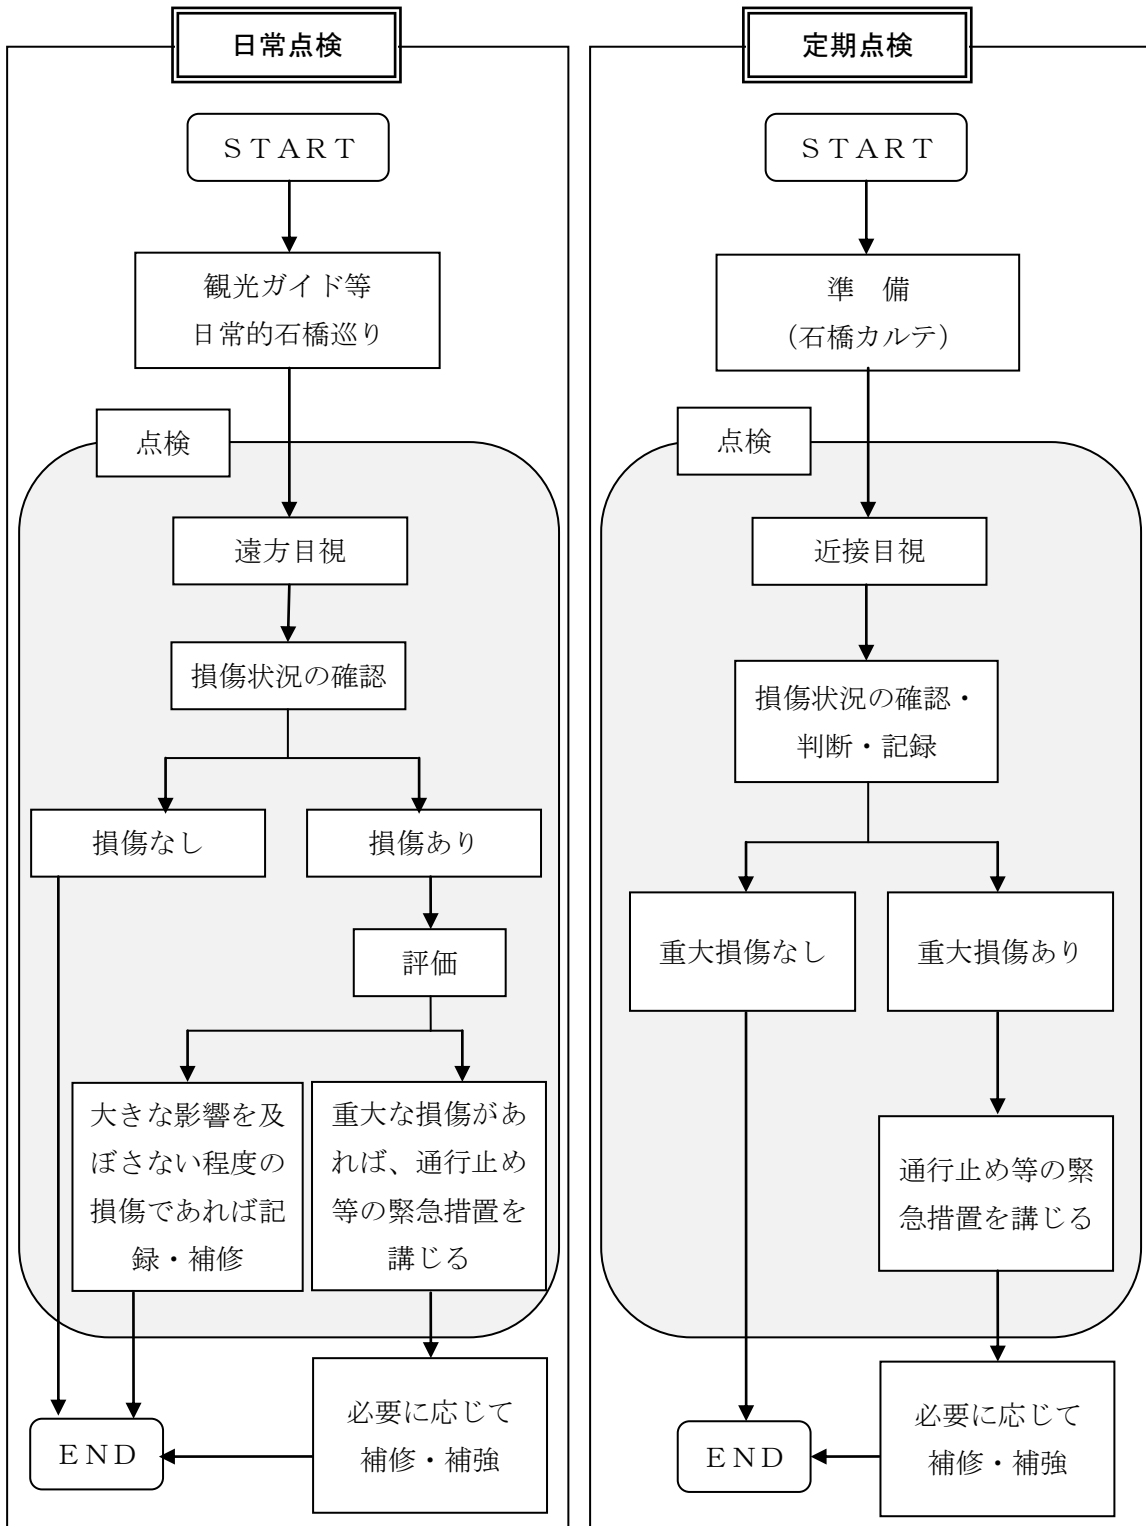 日常点検
START
観光ガイド等
日常的石橋巡り
点検
遠方目視
損傷状況の確認
損傷なし
損傷あり
評価
大きな影響を及
ぼさない程度の
損傷であれば記
録・補修
重大な損傷があ
れば、通行止め
等の緊急措置を
講じる
必要に応じて
補修・補強
END
定期点検
START
準 備
(石橋カルテ)
点検
近接目視
損傷状況の確認・
判断・記録
重大損傷なし
重大損傷あり
通行止め等の緊
急措置を講じる
必要に応じて
補修・補強
END